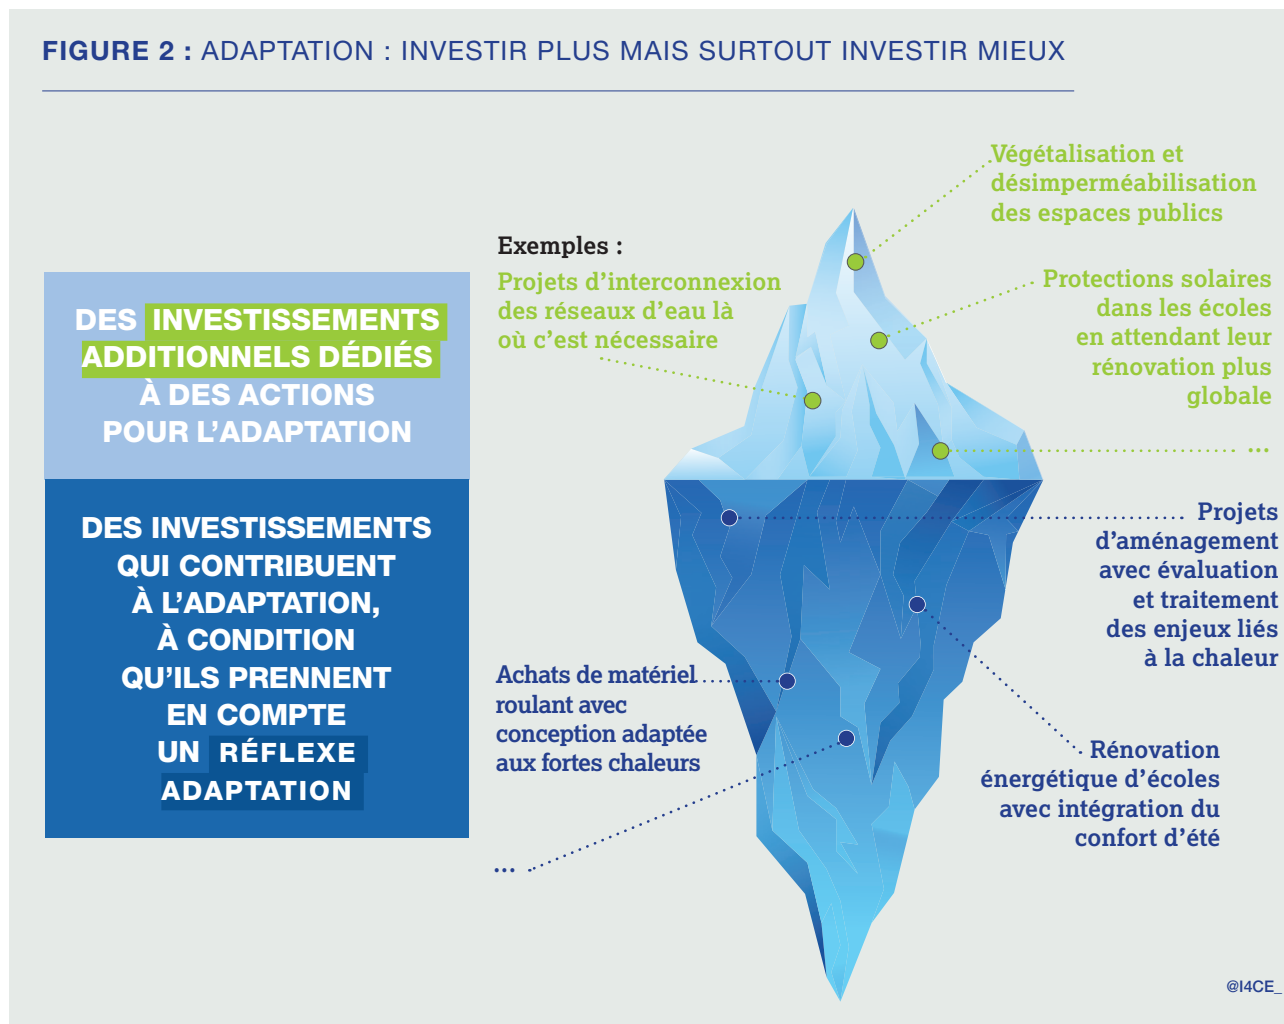 FIGURE 2 : ADAPTATION : INVESTIR PLUS MAIS SURTOUT INVESTIR MIEUX
DES INVESTISSEMENTS
ADDITIONNELS DÉDIÉS
À DES ACTIONS
POUR L'ADAPTATION
DES INVESTISSEMENTS
QUI CONTRIBUENT
À L'ADAPTATION,
À CONDITION
QU'ILS PRENNENT
EN COMPTE
UN RÉFLEXE
ADAPTATION
Exemples :
Projets d'interconnexion
des réseaux d'eau là
où c'est nécessaire
Végétalisation et
désimperméabilisation
des espaces publics
Protections solaires
dans les écoles
en attendant leur
rénovation plus
globale
...
Projets
d'aménagement
avec évaluation
et traitement
des enjeux liés
à la chaleur
Achats de matériel
roulant avec
conception adaptée
aux fortes chaleurs
Rénovation
énergétique d'écoles
avec intégration du
confort d'été
...
@I4CE_